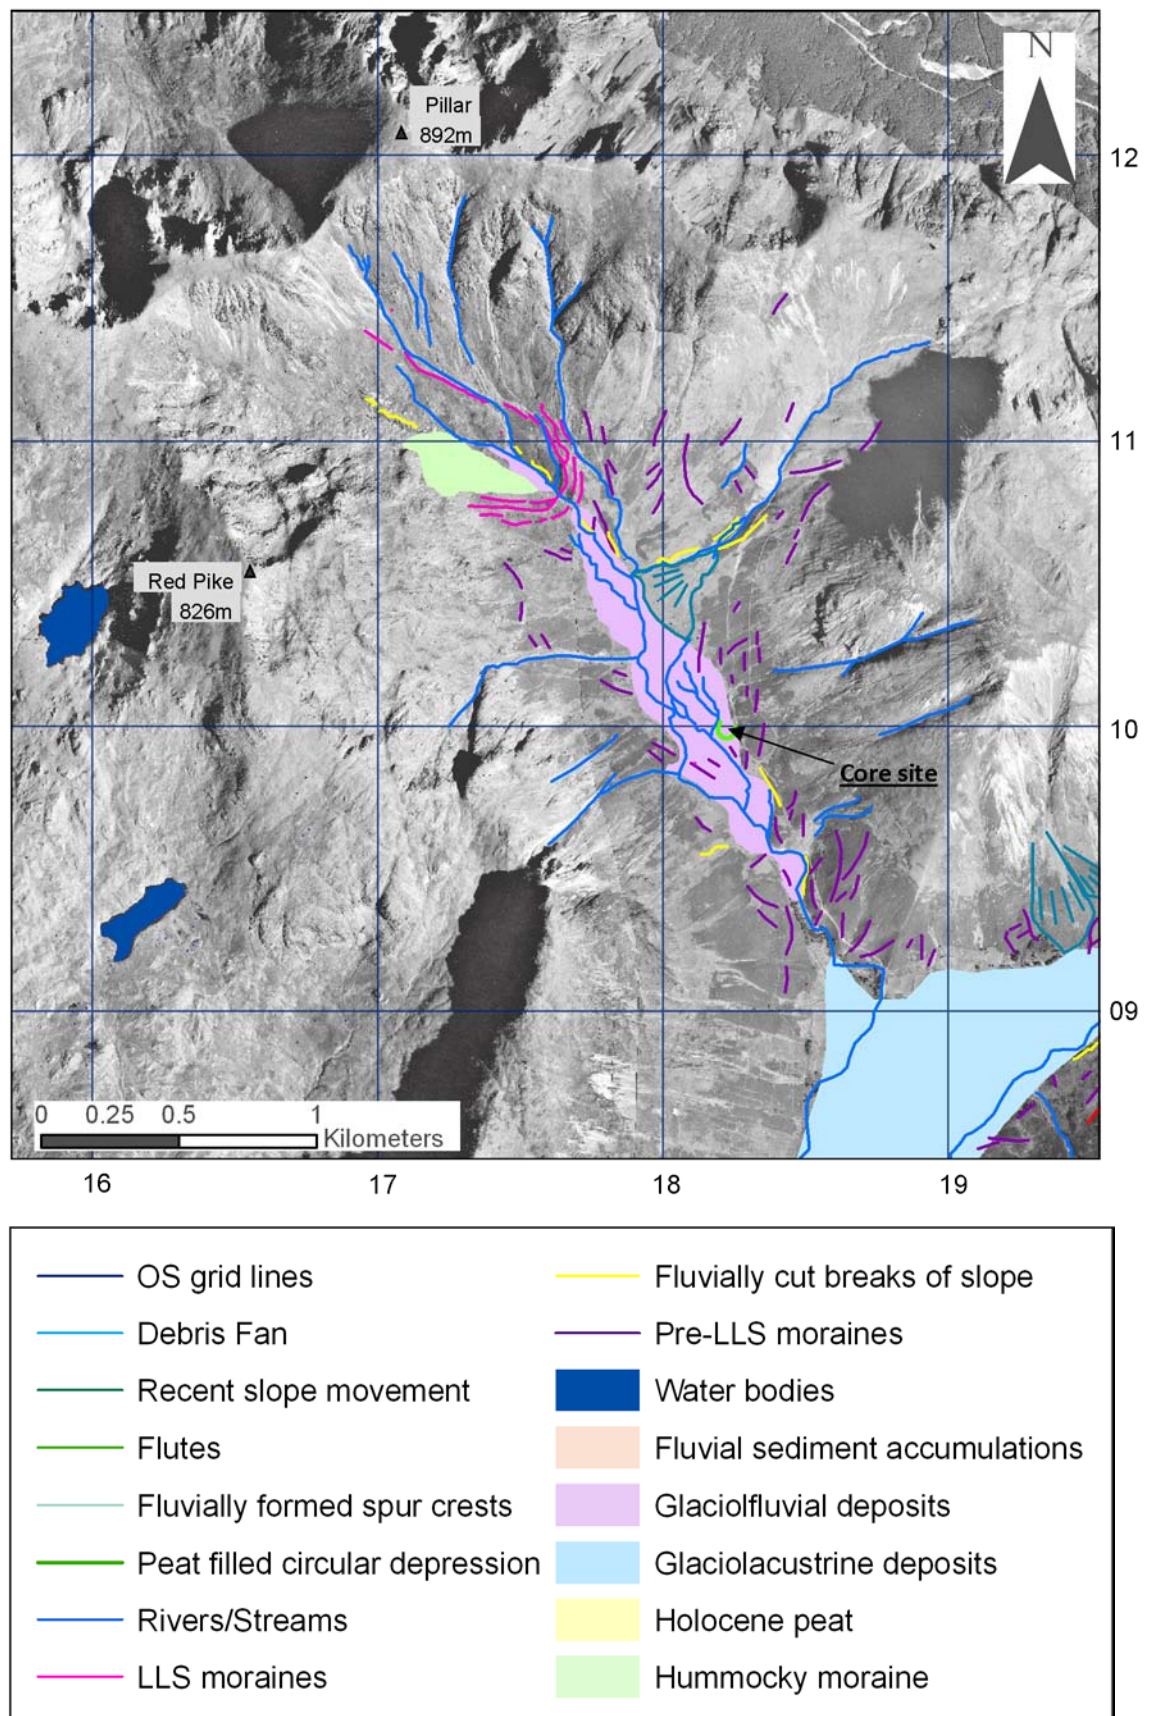 N
Pillar
892m
12
11
Red Pike
826m
10
Core site
09
0 0.25 0.5 1
Kilometers
16 17 18 19
OS grid lines
Debris Fan
Recent slope movement
Flutes
Fluvially formed spur crests
Peat filled circular depression
Rivers/Streams
LLS moraines
Fluvially cut breaks of slope
Pre-LLS moraines
Water bodies
Fluvial sediment accumulations
Glaciolfluvial deposits
Glaciolacustrine deposits
Holocene peat
Hummocky moraine